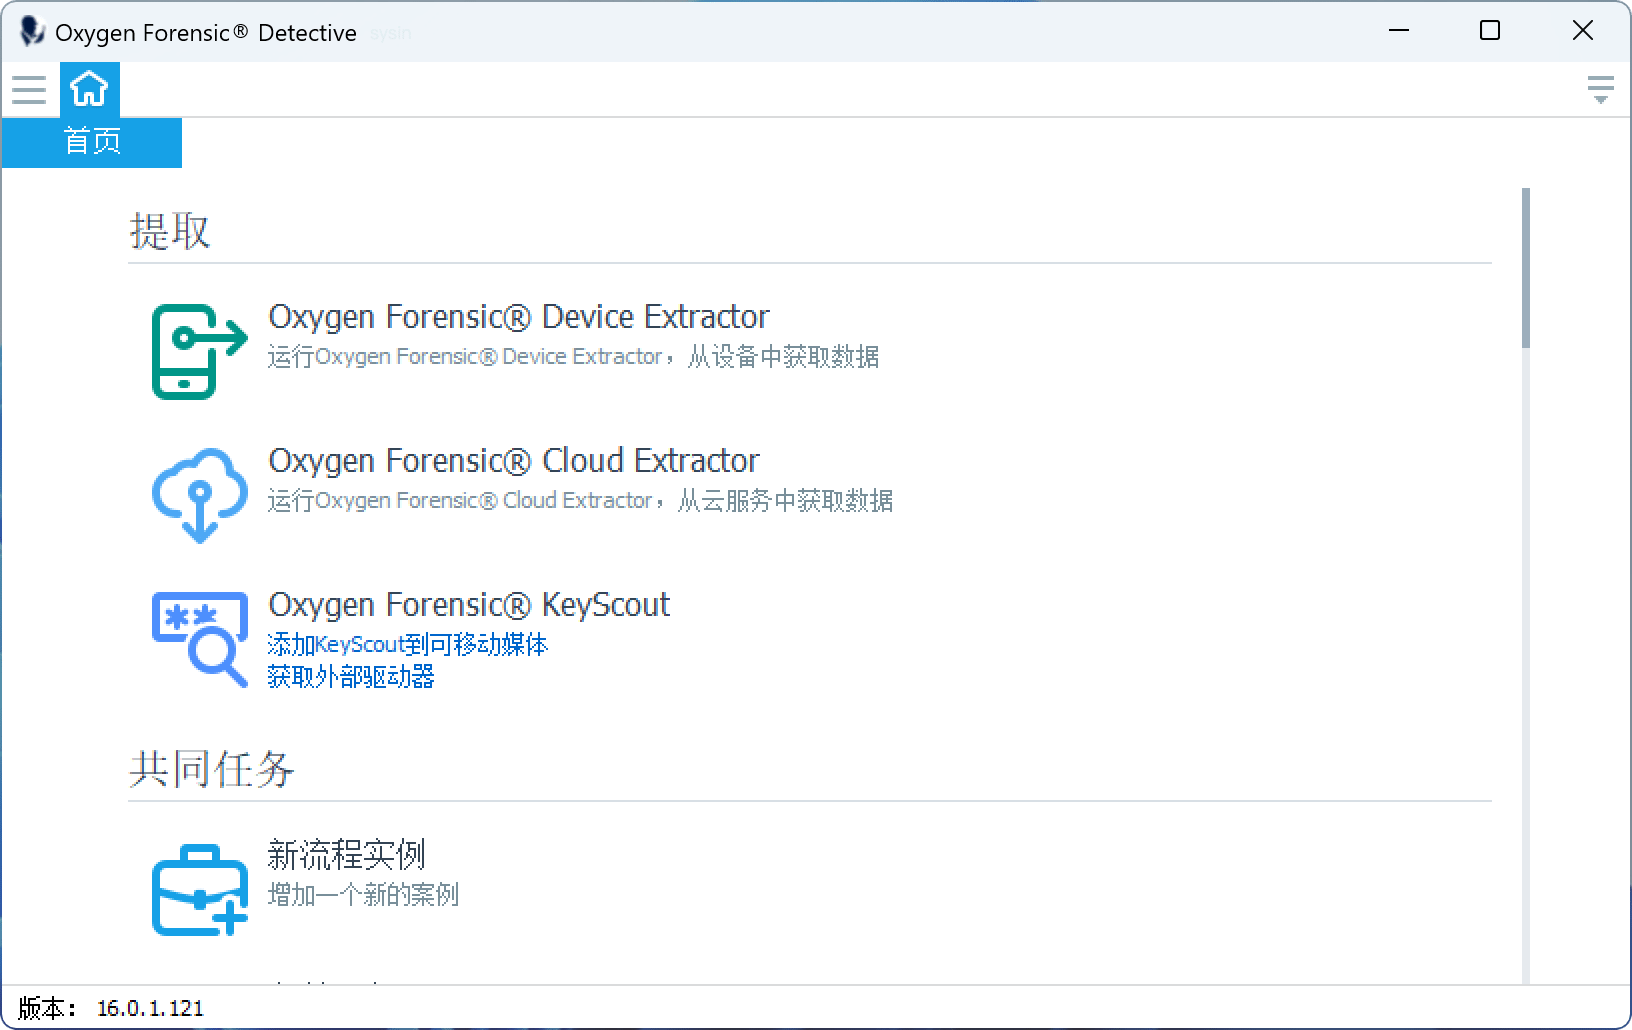 Oxygen Forensic® Detective sysin
首页
提取
Oxygen Forensic® Device Extractor
运行Oxygen Forensic® Device Extractor，从设备中获取数据
Oxygen Forensic® Cloud Extractor
运行Oxygen Forensic® Cloud Extractor，从云服务中获取数据
Oxygen Forensic® KeyScout
添加KeyScout到可移动媒体
获取外部驱动器
共同任务
新流程实例
增加一个新的案例
版本： 16.0.1.121